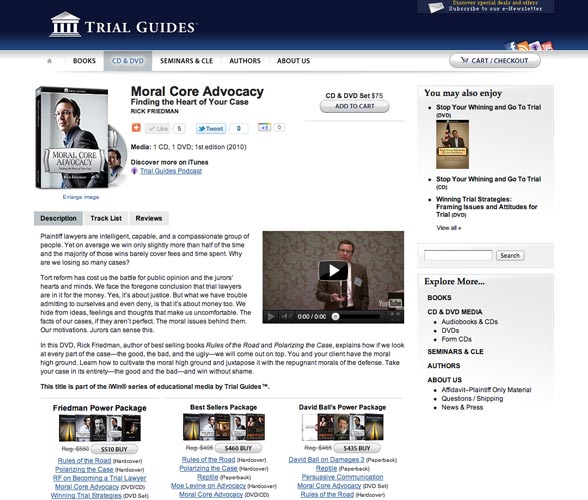 Discover special deals and offers
Subscribe to our e-Newsletter
TRIAL GUIDES
BOOKS
CD & DVD
SEMINARS & CLE
AUTHORS
ABOUT US
CART / CHECKOUT
MORAL CORE
ADVOCACY
Finding the Heart of Your Case
RICK FRIEDMAN
Enlarge image
Moral Core Advocacy
Finding the Heart of Your Case
RICK FRIEDMAN
Like 5
Tweet 0
+1 0
Media: 1 CD, 1 DVD; 1st edition (2010)
Discover more on iTunes
Trial Guides Podcast
CD & DVD Set $75
ADD TO CART
Description
Track List
Reviews
Plaintiff lawyers are intelligent, capable, and a compassionate group of
people. Yet on average we win only slightly more than half of the time
and the majority of those wins barely cover fees and time spent. Why
are we losing so many cases?
Tort reform has cost us the battle for public opinion and the jurors'
hearts and minds. We face the foregone conclusion that trial lawyers
are in it for the money. Yes, it's about justice. But what we have trouble
admitting to ourselves and even deny, is that it's about money too. We
hide from ideas, feelings and thoughts that make us uncomfortable. The
facts of our cases, if they aren't perfect. The moral issues behind them.
Our motivations. Jurors can sense this.
0:00 / 0:00
YouTube
In this DVD, Rick Friedman, author of best selling books Rules of the Road and Polarizing the Case, explains how if we look
at every part of the case—the good, the bad, and the ugly—we will come out on top. You and your client have the moral
high ground. Learn how to cultivate the moral high ground and juxtapose it with the repugnant morals of the defense. Take
your case in its entirety—the good and the bad—and win without shame.
This title is part of the iWin® series of educational media by Trial Guides™.
Friedman Power Package
Reg. $550
$510 BUY
Rules of the Road (Hardcover)
Polarizing the Case (Hardcover)
RF on Becoming a Trial Lawyer
Moral Core Advocacy (DVD/CD)
Winning Trial Strategies (DVD Set)
Best Sellers Package
Reg. $495
$460 BUY
Rules of the Road (Hardcover)
Polarizing the Case (Hardcover)
Reptile (Paperback)
Moe Levine on Advocacy (Hardcover)
Moral Core Advocacy (DVD/CD)
David Ball's Power Package
Reg. $465
$435 BUY
David Ball on Damages 3 (Paperback)
Reptile (Paperback)
Persuasive Communication
Moral Core Advocacy (DVD Set)
Rules of the Road (Hardcover)
You may also enjoy
Stop Your Whining and Go To Trial
(DVD)
Stop Your Whining and Go To Trial
(CD)
Winning Trial Strategies:
Framing Issues and Attitudes for
Trial (DVD)
View all »
Search
Explore More...
BOOKS
CD & DVD MEDIA
Audiobooks & CDs
DVDs
Form CDs
SEMINARS & CLE
AUTHORS
ABOUT US
Affidavit–Plaintiff Only Material
Questions / Shipping
News & Press